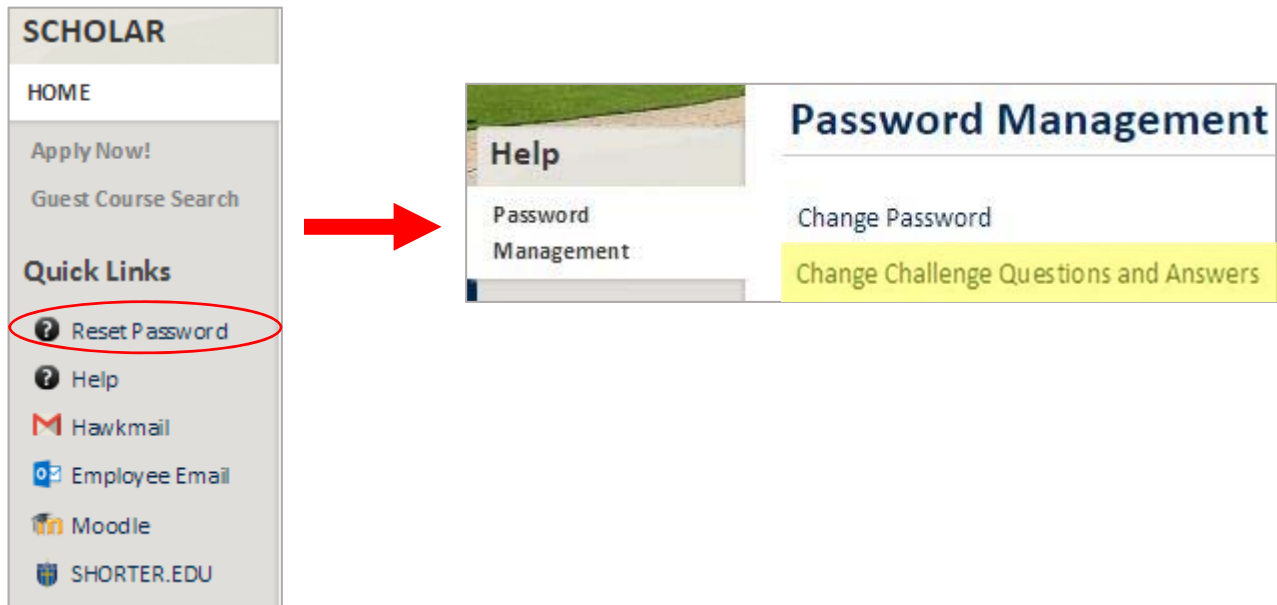 SCHOLAR
HOME
Apply Now!
Guest Course Search
Quick Links
Reset Password
Help
Hawkmail
Employee Email
Moodle
SHORTER.EDU
Help
Password
Management
Password Management
Change Password
Change Challenge Questions and Answers